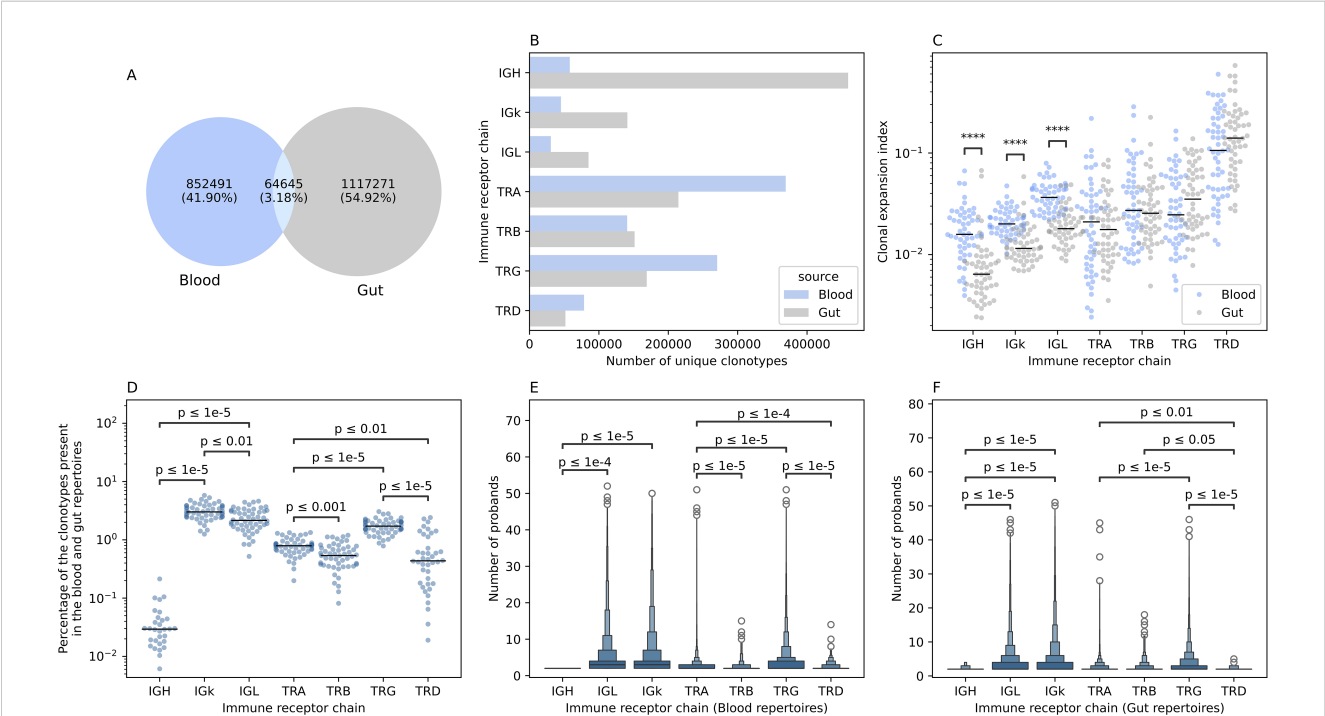 A
852491
(41.90%)
64645
(3.18%)
1117271
(54.92%)
Blood
Gut
B
Immune receptor chain
IGH
IGk
IGL
TRA
TRB
TRG
TRD
source
Blood
Gut
0 100000 200000 300000 400000
Number of unique clonotypes
C
Clonal expansion index
10⁻¹
10⁻²
**** **** ****
Blood
Gut
IGH IGk IGL TRA TRB TRG TRD
Immune receptor chain
D
Percentage of the clonotypes present
in the blood and gut repertoires
10²
10¹
10⁰
10⁻¹
10⁻²
p ≤ 1e-5
p ≤ 0.01
p ≤ 1e-5
p ≤ 0.01
p ≤ 1e-5
p ≤ 1e-5
p ≤ 0.001
IGH IGk IGL TRA TRB TRG TRD
Immune receptor chain
E
Number of probands
70
60
50
40
30
20
10
0
p ≤ 1e-4
p ≤ 1e-5
p ≤ 1e-5
p ≤ 1e-4
p ≤ 1e-5
p ≤ 1e-5
IGH IGL IGk TRA TRB TRG TRD
Immune receptor chain (Blood repertoires)
F
Number of probands
80
70
60
50
40
30
20
10
0
p ≤ 0.01
p ≤ 1e-5
p ≤ 0.05
p ≤ 1e-5
p ≤ 1e-5
p ≤ 1e-5
p ≤ 1e-5
IGH IGL IGk TRA TRB TRG TRD
Immune receptor chain (Gut repertoires)